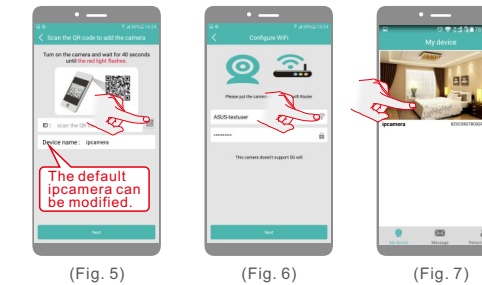 Scan the QR code to add the camera
Turn on the camera and wait for 40 seconds
until the red light flashes.
ID : scan the QR
Device name : ipcamera
The default
ipcamera can
be modified.
Next
(Fig. 5)
Configure WiFi
Please put the camera
Router
ASUS-testuser
********
This camera doesn't support 5G wifi
Next
(Fig. 6)
My device
ipcamera
My device Message
(Fig. 7)